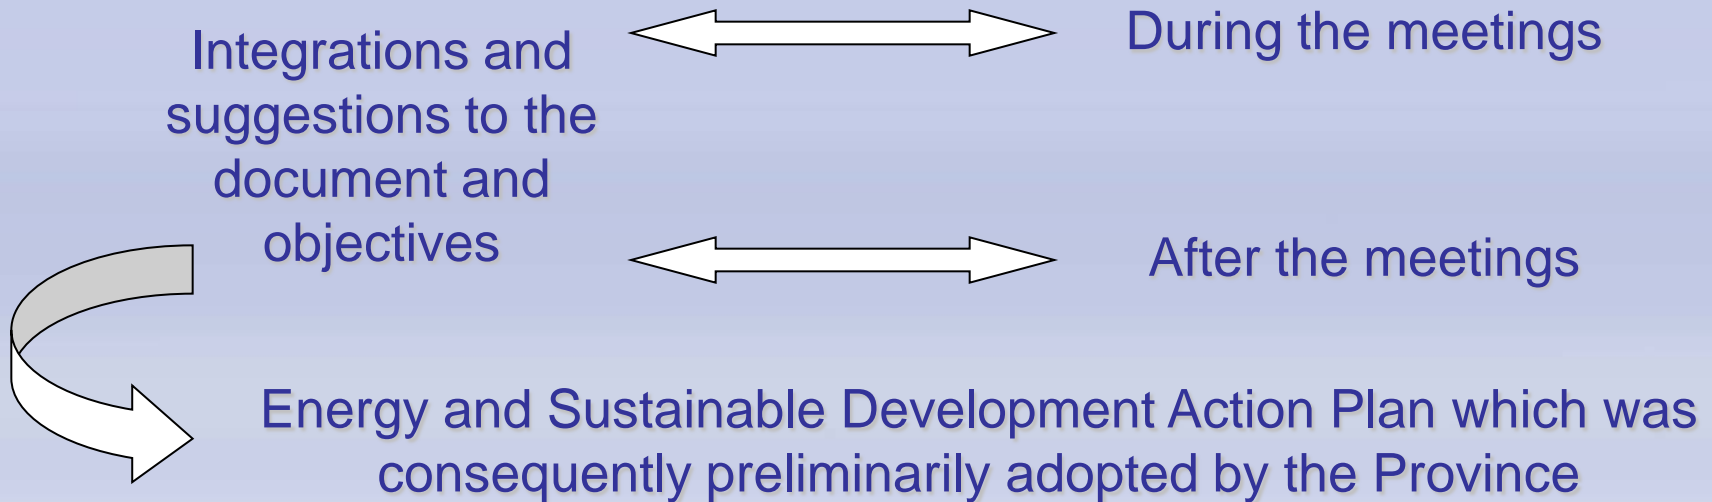 Integrations and
suggestions to the
document and
objectives
During the meetings
After the meetings
Energy and Sustainable Development Action Plan which was
consequently preliminarily adopted by the Province